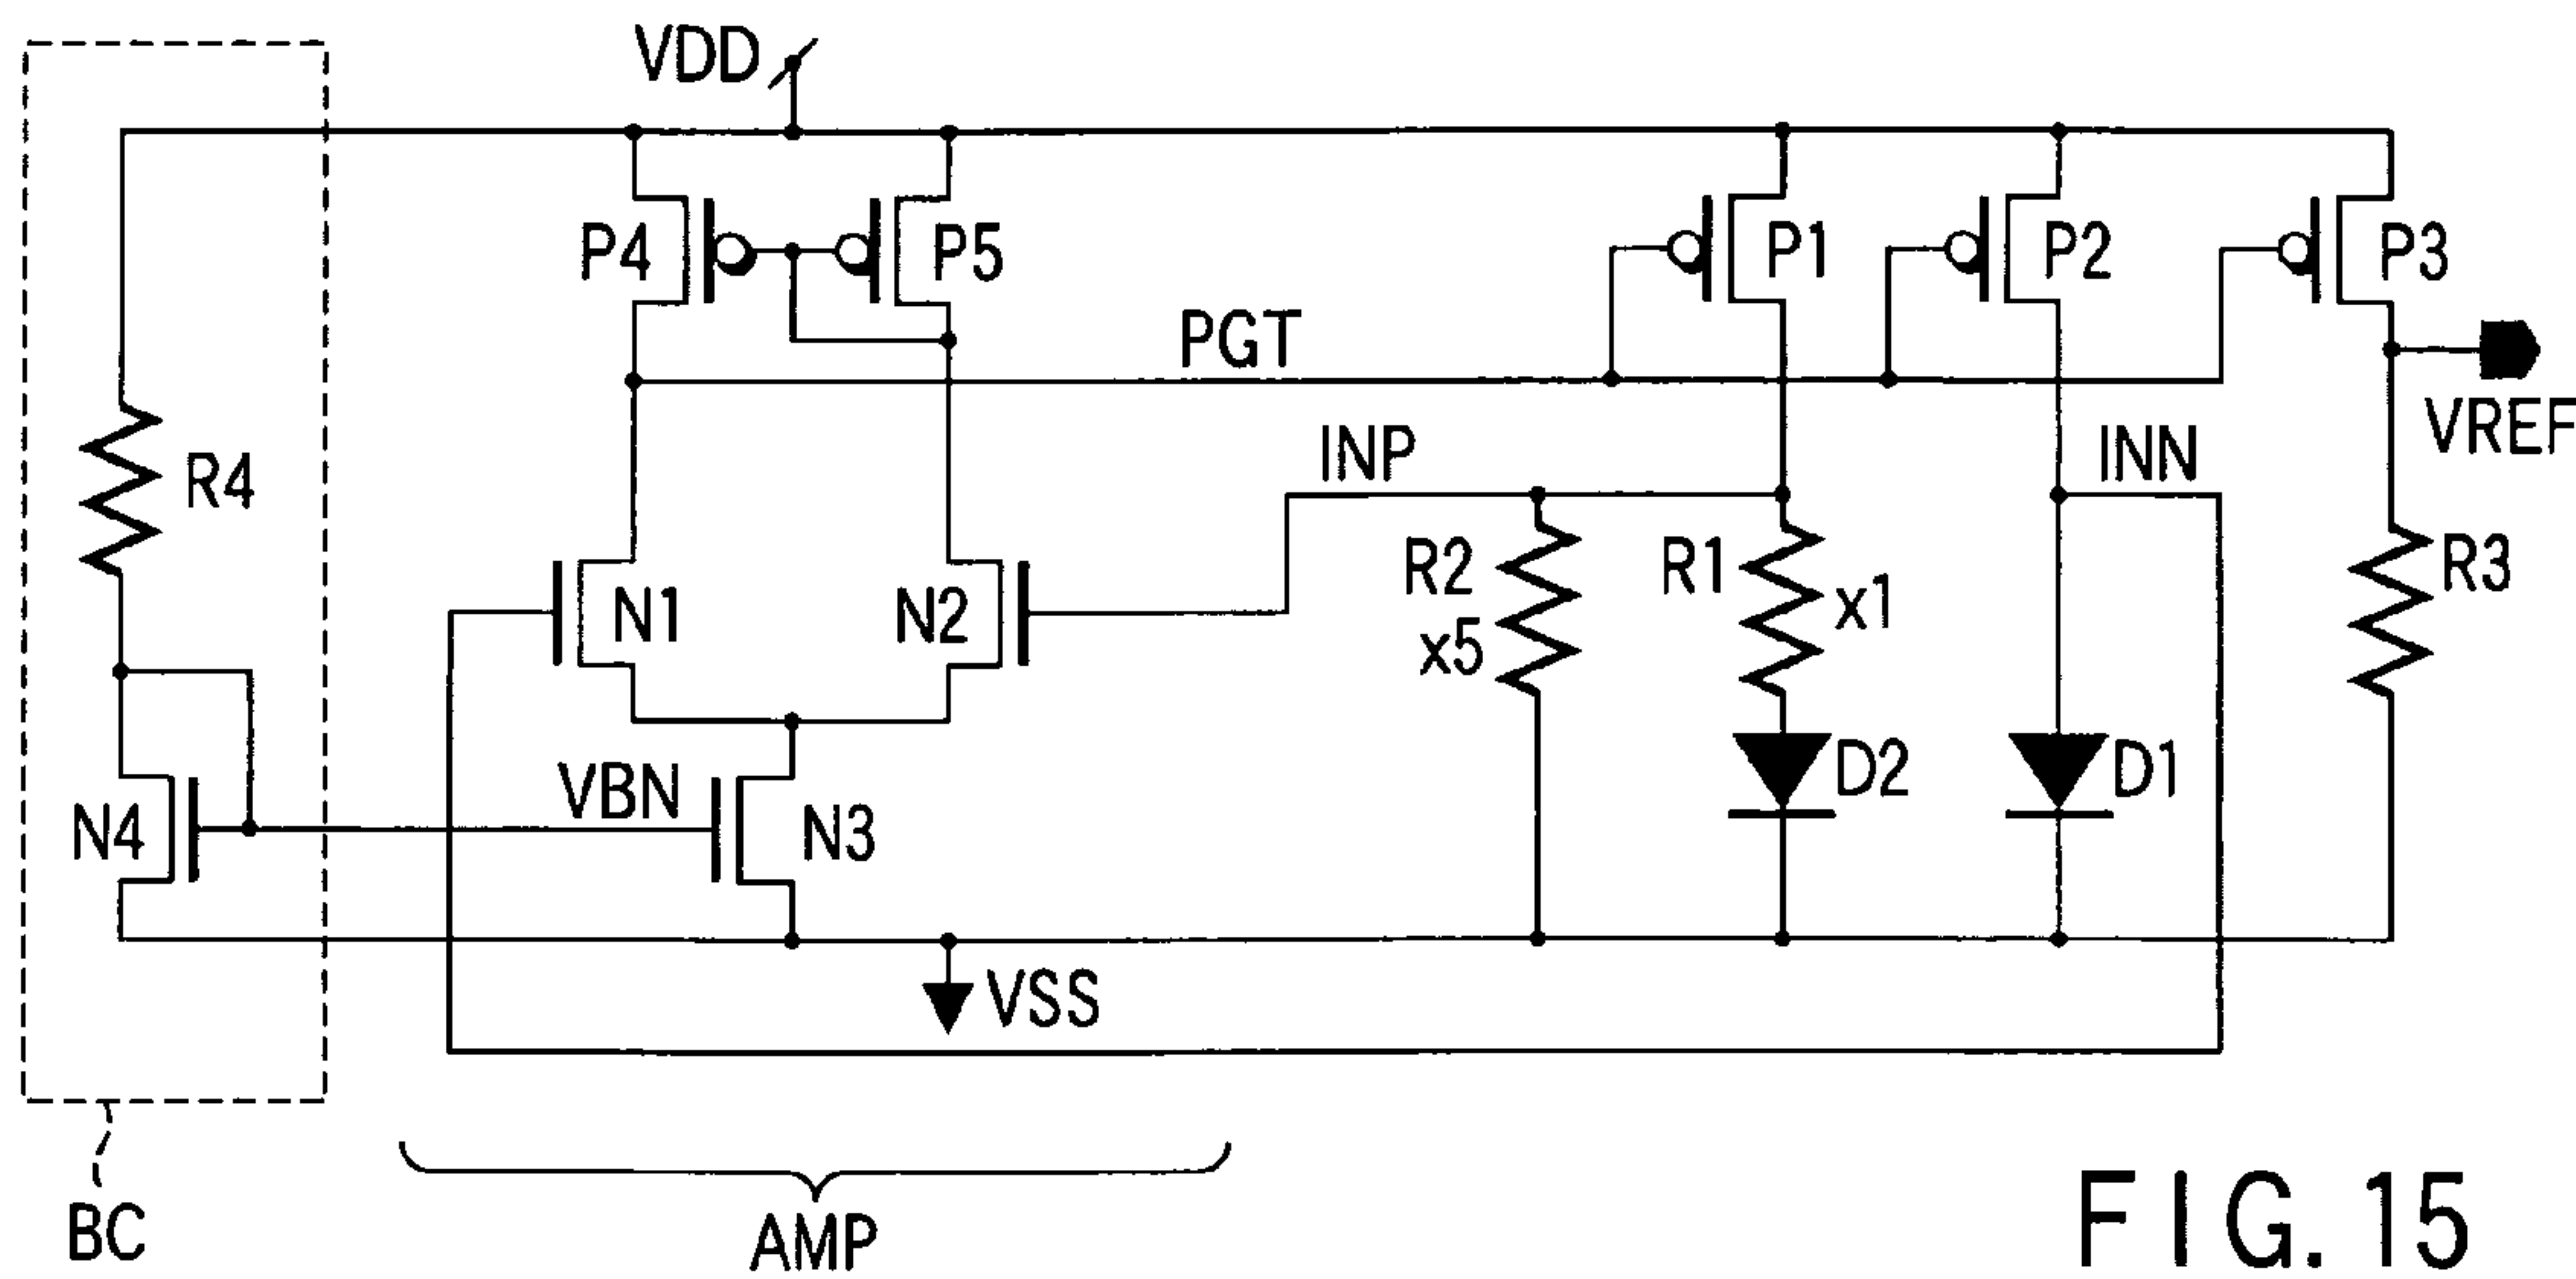 VDD
P4
P5
P1
P2
P3
PGT
VREF
INP
INN
R4
R2
x5
R1
x1
R3
N1
N2
D2
D1
VBN
N4
N3
VSS
BC
AMP
FIG. 15